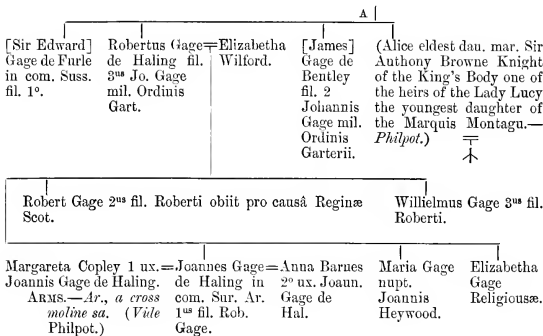 A
[Sir Edward]
Gage de Furle
in com. Suss.
fil. 1º.
Robertus Gage
de Haling fil.
3us Jo. Gage
mil. Ordinis
Gart.
Elizabetha
Wilford.
[James]
Gage de
Bentley
fil. 2
Johannis
Gage mil.
Ordinis
Garterii.
(Alice eldest dau. mar. Sir
Anthony Browne Knight
of the King's Body one of
the heirs of the Lady Lucy
the youngest daughter of
the Marquis Montagu.—
Philpot.)
Robert Gage 2us fil. Roberti obiit pro causâ Reginæ
Scot.
Willielmus Gage 3us fil.
Roberti.
Margareta Copley 1 ux.
Joannis Gage de Haling.
Arms.—Ar., a cross
moline sa. (Vide
Philpot.)
=Joannes Gage=
de Haling in
com. Sur. Ar.
1us fil. Rob.
Gage.
Anna Barnes
2º ux. Joaun.
Gage de
Hal.
Maria Gage
nupt.
Joannis
Heywood.
Elizabetha
Gage
Religiousæ.